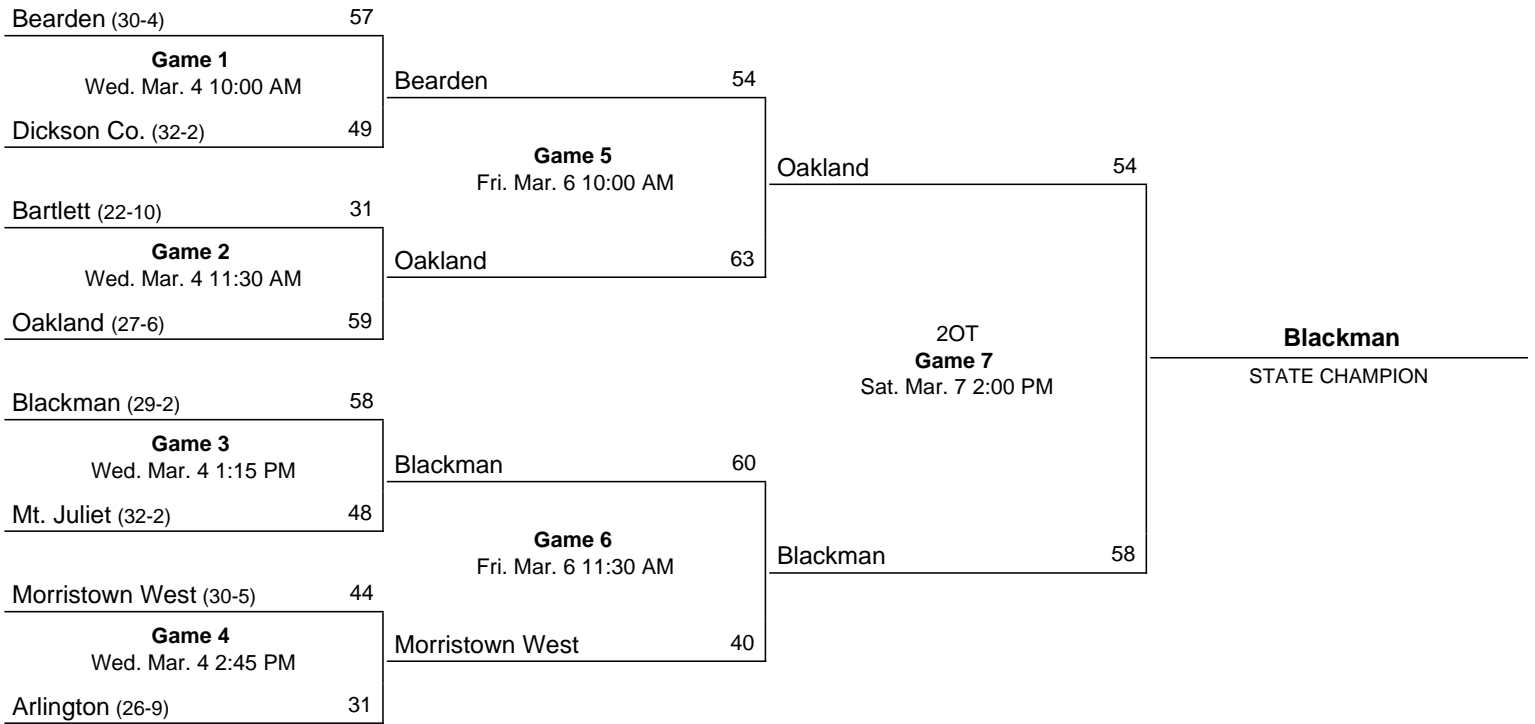 Bearden (30-4) 57
Game 1
Wed. Mar. 4 10:00 AM
Dickson Co. (32-2) 49
Bartlett (22-10) 31
Game 2
Wed. Mar. 4 11:30 AM
Oakland (27-6) 59
Blackman (29-2) 58
Game 3
Wed. Mar. 4 1:15 PM
Mt. Juliet (32-2) 48
Morristown West (30-5) 44
Game 4
Wed. Mar. 4 2:45 PM
Arlington (26-9) 31
Bearden 54
Game 5
Fri. Mar. 6 10:00 AM
Oakland 63
Blackman 60
Game 6
Fri. Mar. 6 11:30 AM
Morristown West 40
Oakland 54
2OT
Game 7
Sat. Mar. 7 2:00 PM
Blackman 58
Blackman
STATE CHAMPION